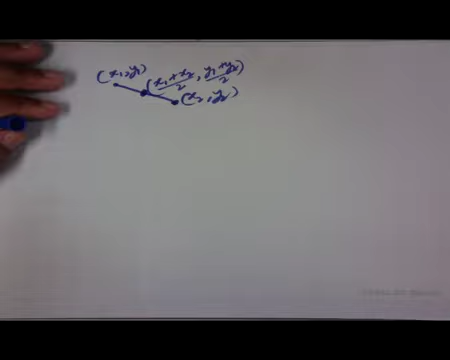 (x₁, y₁)
(x₁+x₂/2, y₁+y₂/2)
(x₂, y₂)